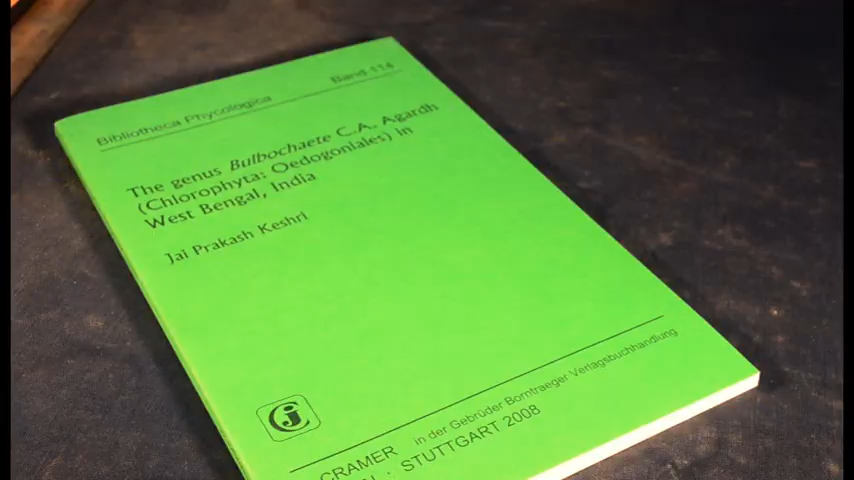 Bibliotheca Phycologica Band 114
The genus Bulbochaete C.A. Agardh
(Chlorophyta: Oedogoniales) in
West Bengal, India
Jai Prakash Keshri
CRAMER in der Gebrüder Borntraeger Verlagsbuchhandlung
· STUTTGART 2008